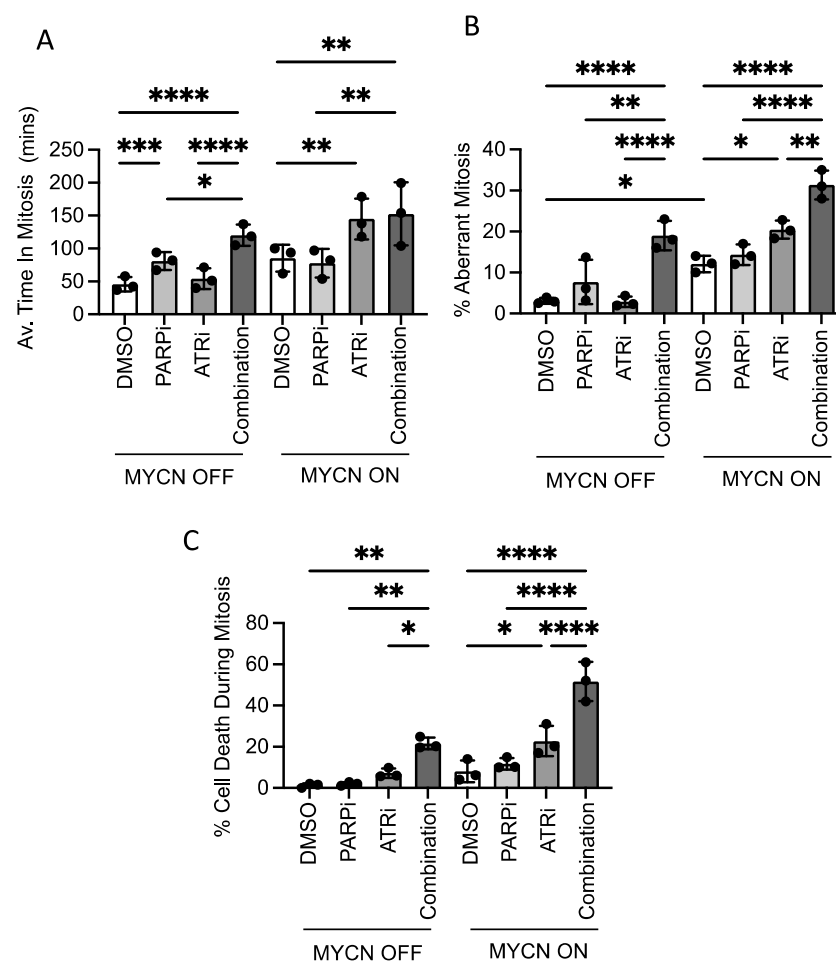 A
**
****
**
***
****
**
*
Av. Time In Mitosis (mins)
250
200
150
100
50
0
DMSO
PARPi
ATRi
Combination
DMSO
PARPi
ATRi
Combination
MYCN OFF
MYCN ON
B
****
****
**
****
****
*
**
*
% Aberrant Mitosis
40
30
20
10
0
DMSO
PARPi
ATRi
Combination
DMSO
PARPi
ATRi
Combination
MYCN OFF
MYCN ON
C
**
****
**
****
*
*
****
% Cell Death During Mitosis
80
60
40
20
0
DMSO
PARPi
ATRi
Combination
DMSO
PARPi
ATRi
Combination
MYCN OFF
MYCN ON